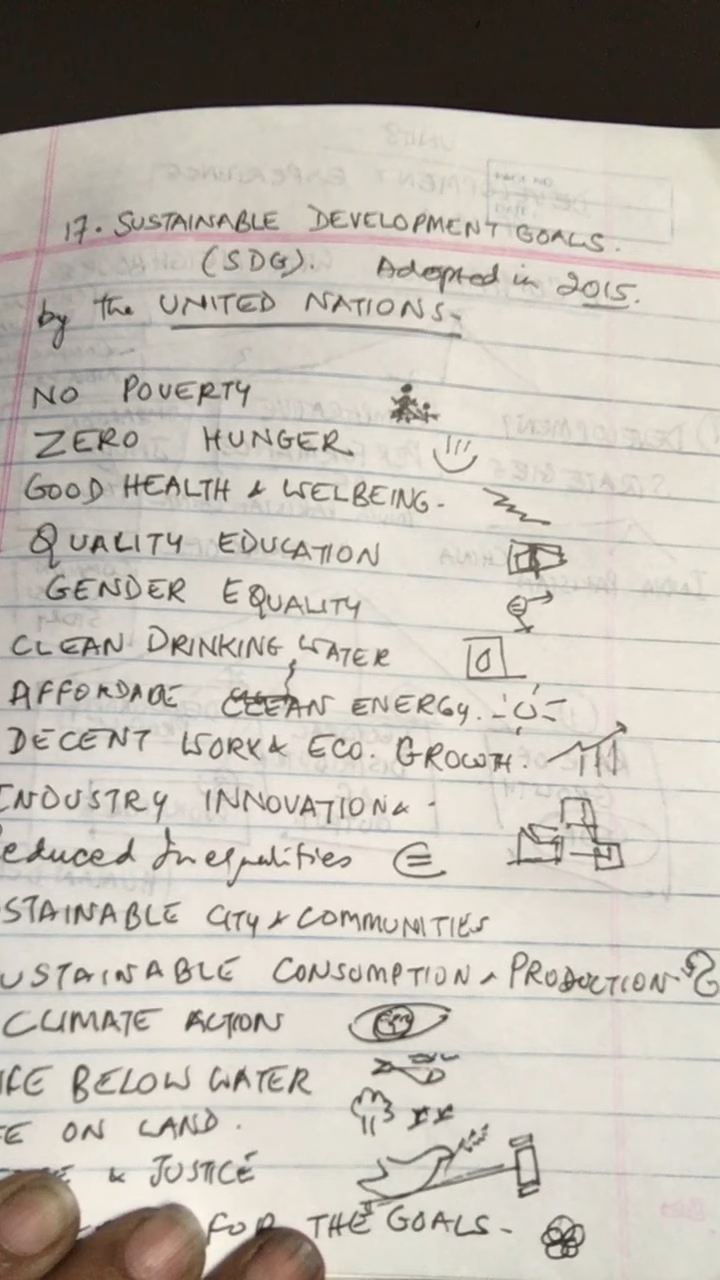 17. SUSTAINABLE DEVELOPMENT GOALS.
(SDG). Adopted in 2015.
by the UNITED NATIONS-
NO POVERTY
ZERO HUNGER
GOOD HEALTH & WELBEING.
QUALITY EDUCATION
GENDER EQUALITY
CLEAN DRINKING WATER
AFFORDABE CLEAN ENERGY.
DECENT WORK & ECO. GROWTH.
INDUSTRY INNOVATION &
educed Inequalities
STAINABLE CITY & COMMUNITIES
USTAINABLE CONSUMPTION & PRODUCTION
CLIMATE ACTION
IFE BELOW WATER
E ON LAND.
& JUSTICE
FOR THE GOALS-